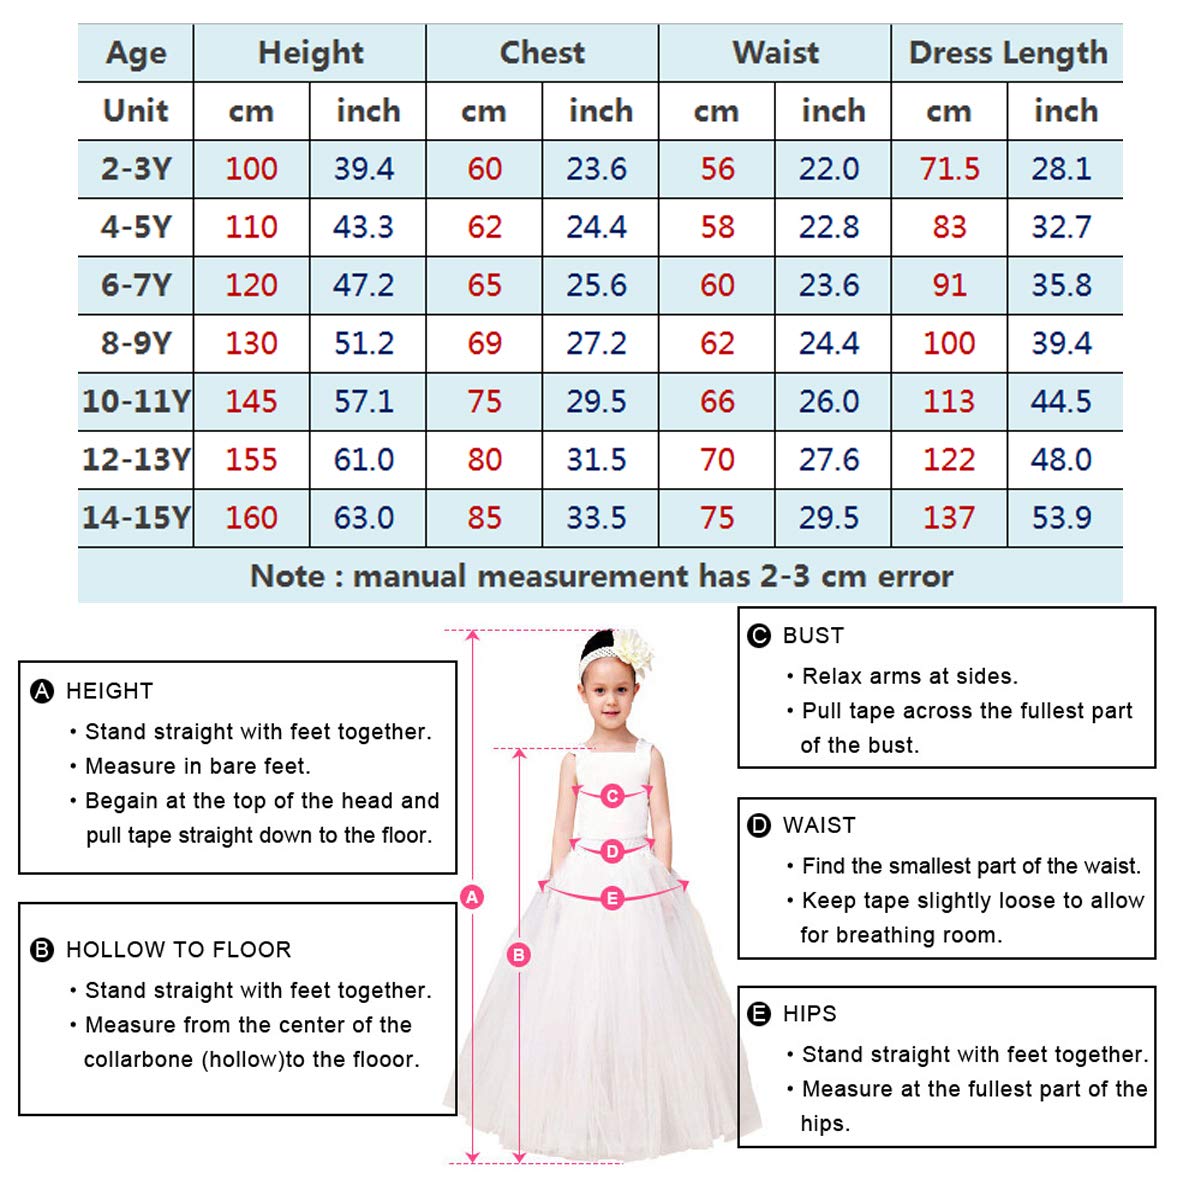 Age Height Chest Waist Dress Length
Unit cm inch cm inch cm inch cm inch
2-3Y 100 39.4 60 23.6 56 22.0 71.5 28.1
4-5Y 110 43.3 62 24.4 58 22.8 83 32.7
6-7Y 120 47.2 65 25.6 60 23.6 91 35.8
8-9Y 130 51.2 69 27.2 62 24.4 100 39.4
10-11Y 145 57.1 75 29.5 66 26.0 113 44.5
12-13Y 155 61.0 80 31.5 70 27.6 122 48.0
14-15Y 160 63.0 85 33.5 75 29.5 137 53.9
Note : manual measurement has 2-3 cm error
A HEIGHT
• Stand straight with feet together.
• Measure in bare feet.
• Begain at the top of the head and
pull tape straight down to the floor.
B HOLLOW TO FLOOR
• Stand straight with feet together.
• Measure from the center of the
collarbone (hollow)to the flooor.
A
B
C
D
E
C BUST
• Relax arms at sides.
• Pull tape across the fullest part
of the bust.
D WAIST
• Find the smallest part of the waist.
• Keep tape slightly loose to allow
for breathing room.
E HIPS
• Stand straight with feet together.
• Measure at the fullest part of the
hips.